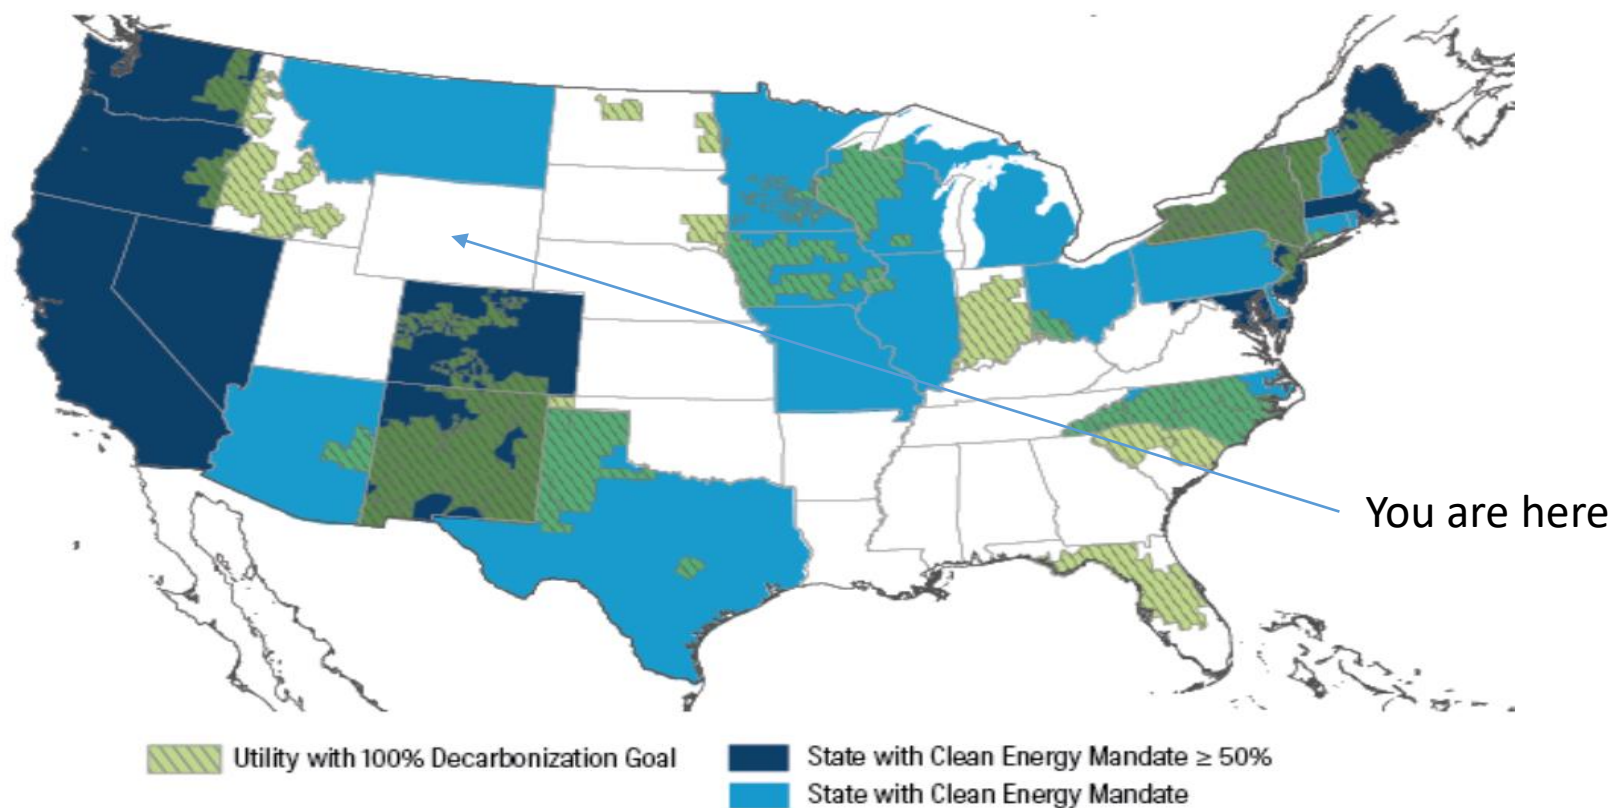 You are here
Utility with 100% Decarbonization Goal
State with Clean Energy Mandate ≥ 50%
State with Clean Energy Mandate